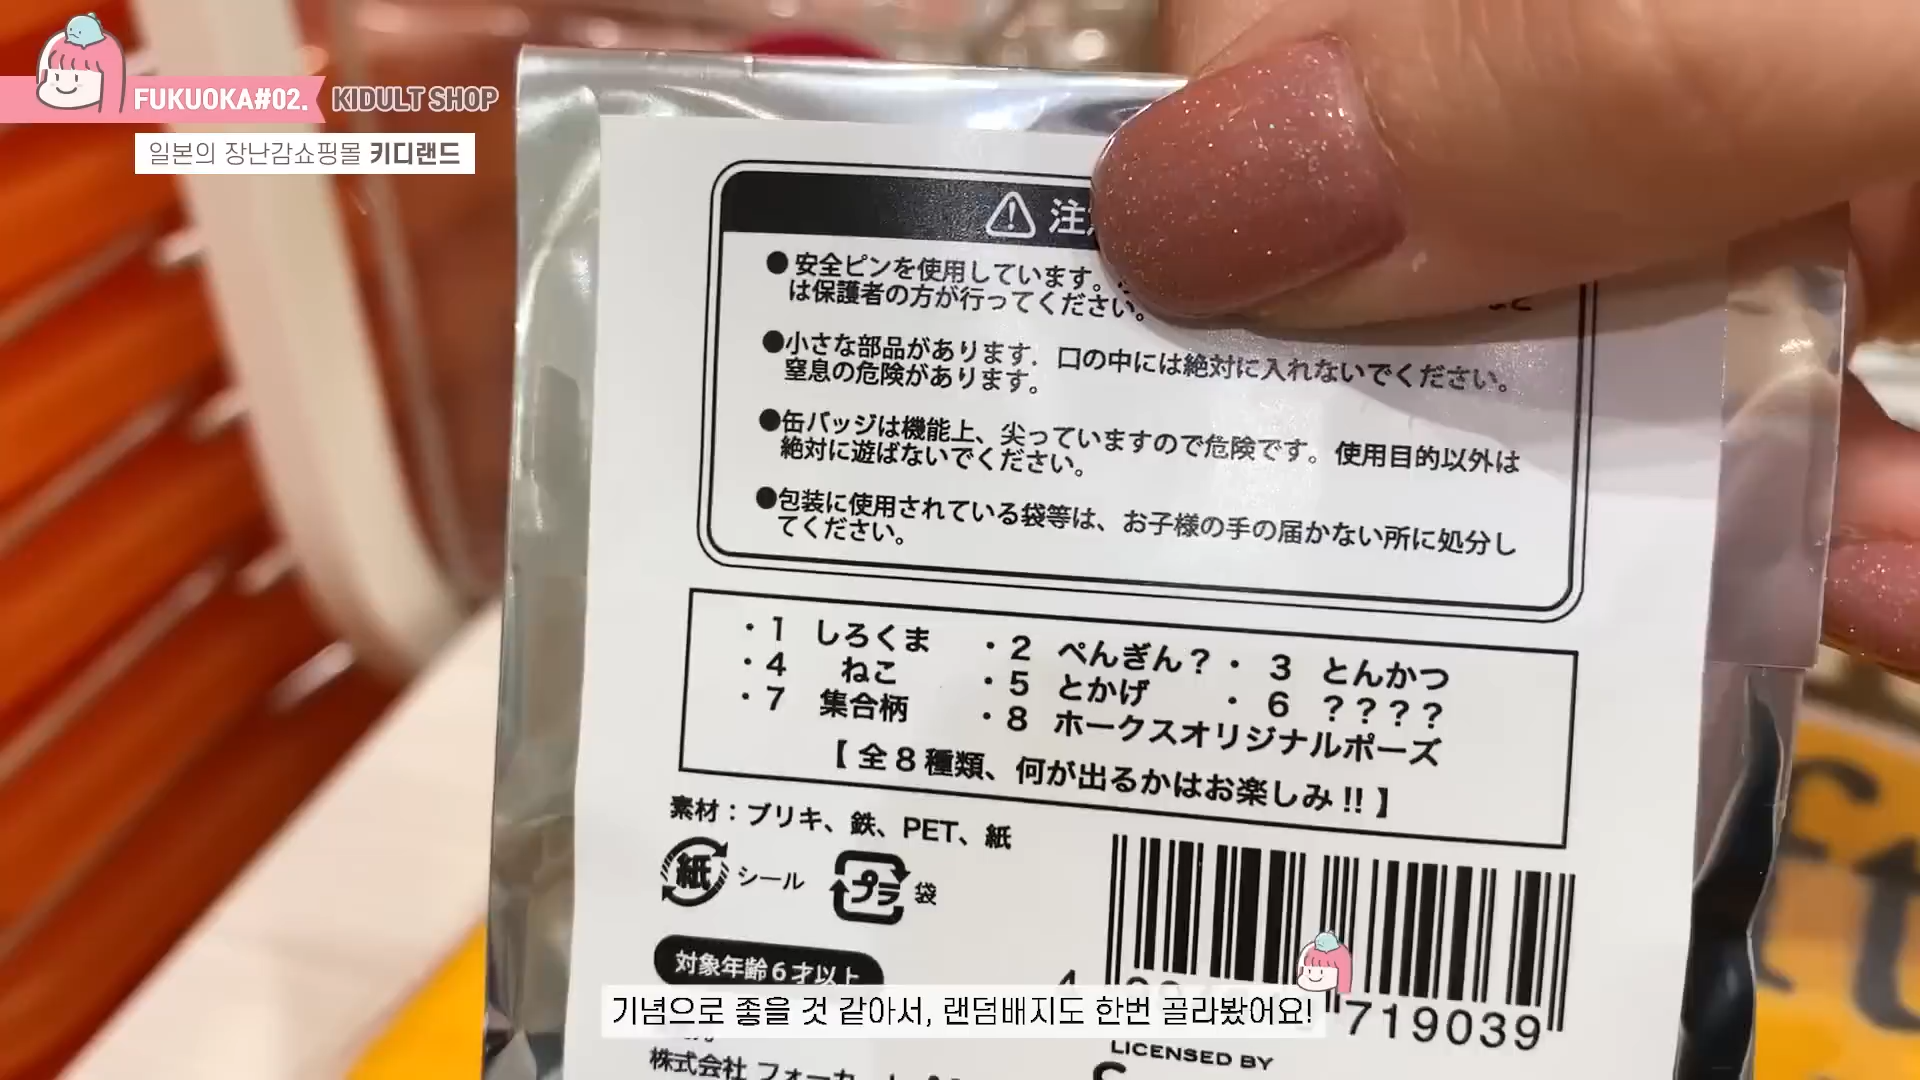 FUKUOKA#02. KIDULT SHOP
일본의 장난감쇼핑몰 키디랜드
注
●安全ピンを使用しています。
は保護者の方が行ってください。
●小さな部品があります. 口の中には絶対に入れないでください。
窒息の危険があります。
●缶バッジは機能上、尖っていますので危険です。使用目的以外は
絶対に遊ばないでください。
●包装に使用されている袋等は、お子様の手の届かない所に処分し
てください。
・1 しろくま ・2 ぺんぎん？ ・3 とんかつ
・4 ねこ ・5 とかげ ・6 ？？？？
・7 集合柄 ・8 ホークスオリジナルポーズ
【 全8種類、何が出るかはお楽しみ !! 】
素材：ブリキ、鉄、PET、紙
紙 シール プラ 袋
対象年齢6才以上
기념으로 좋을 것 같아서, 랜덤배지도 한번 골라봤어요!
719039
LICENSED BY
株式会社